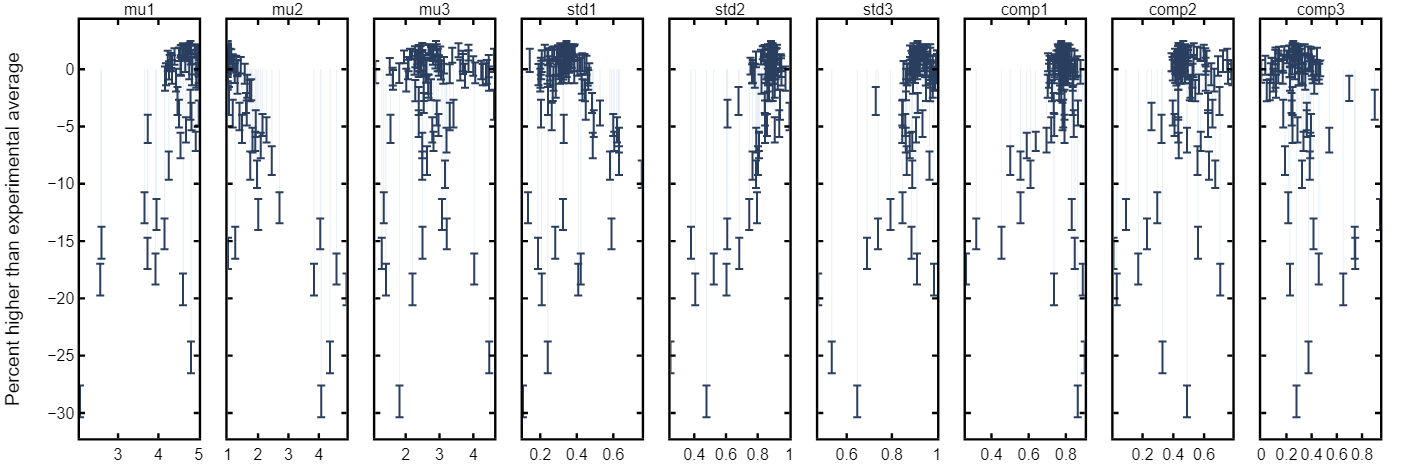 mu1 mu2 mu3 std1 std2 std3 comp1 comp2 comp3
Percent higher than experimental average
0
−5
−10
−15
−20
−25
−30
3 4 5 1 2 3 4 2 3 4 0.2 0.4 0.6 0.4 0.6 0.8 1 0.6 0.8 1 0.4 0.6 0.8 0.2 0.4 0.6 0 0.2 0.4 0.6 0.8